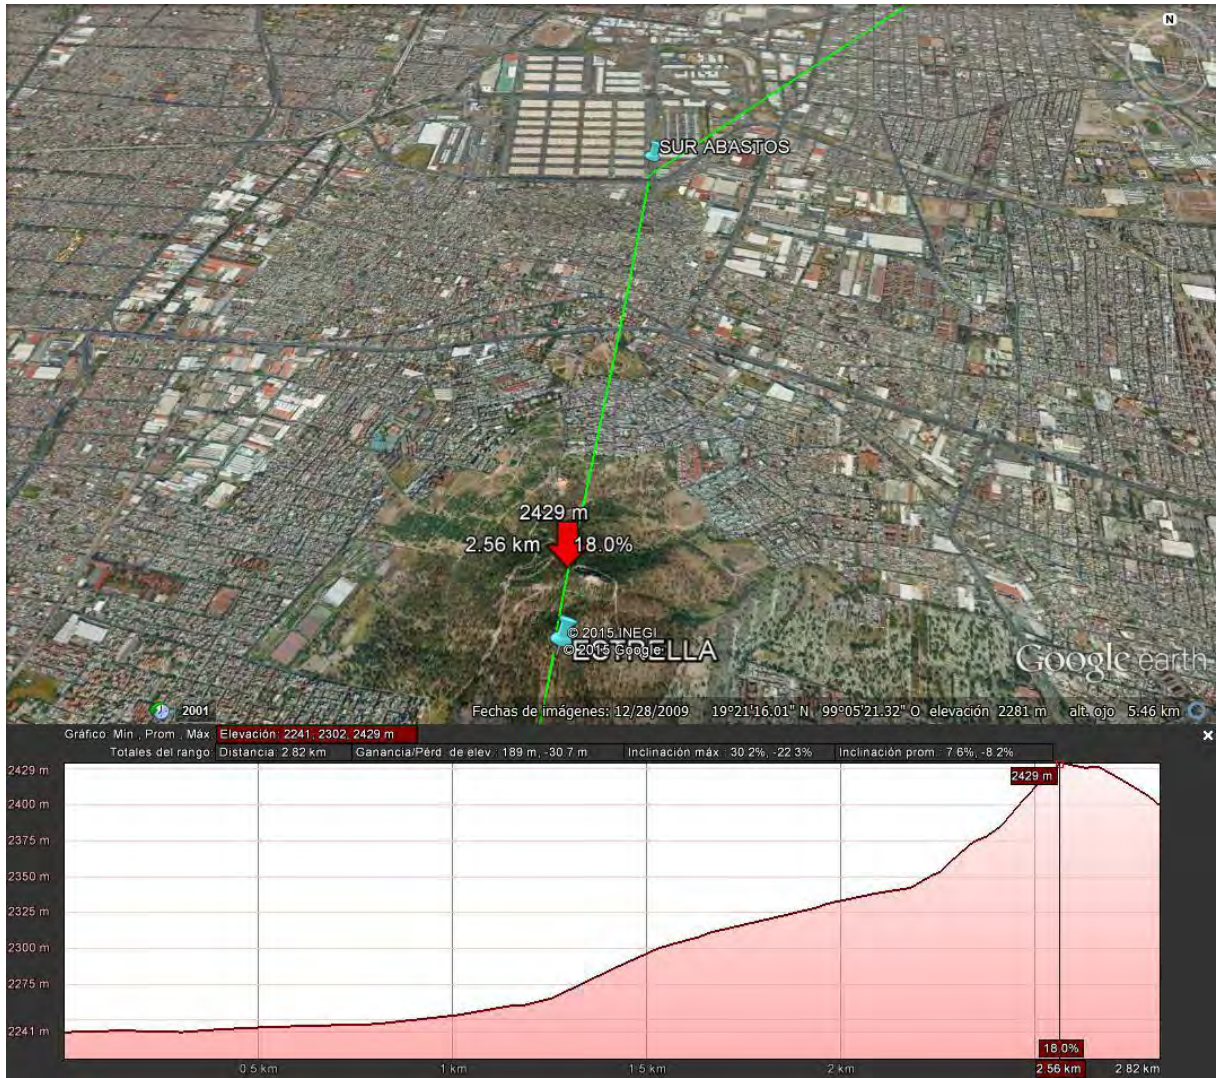 N
SUR ABASTOS
2429 m
2.56 km 18.0%
© 2015 INEGI
© 2015 Google
ESTRELLA
Google earth
2001
Fechas de imágenes: 12/28/2009 19°21'16.01" N 99°05'21.32" O elevación 2281 m alt. ojo 5.46 km
Gráfico: Mín., Prom., Máx. Elevación: 2241, 2302, 2429 m
Totales del rango: Distancia: 2.82 km Ganancia/Pérd. de elev.: 189 m, -30.7 m Inclinación máx.: 30.2%, -22.3% Inclinación prom.: 7.6%, -8.2%
2429 m
2429 m
2400 m
2375 m
2350 m
2325 m
2300 m
2275 m
2241 m
18.0%
0.5 km 1 km 1.5 km 2 km 2.56 km 2.82 km